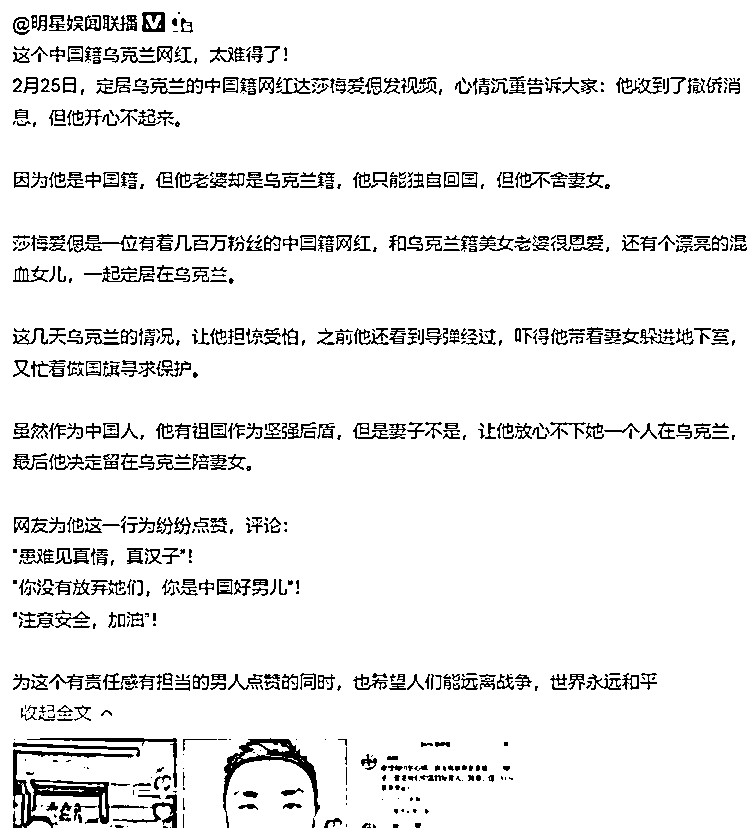 @明星娱闻联播
这个中国籍乌克兰网红，太难得了！
2月25日，定居乌克兰的中国籍网红达莎梅爱偲发视频，心情沉重告诉大家：他收到了撤侨消
息，但他开心不起来。
因为他是中国籍，但他老婆却是乌克兰籍，他只能独自回国，但他不舍妻女。
莎梅爱偲是一位有着几百万粉丝的中国籍网红，和乌克兰籍美女老婆很恩爱，还有个漂亮的混
血女儿，一起定居在乌克兰。
这几天乌克兰的情况，让他担惊受怕，之前他还看到导弹经过，吓得他带着妻女躲进地下室，
又忙着做国旗寻求保护。
虽然作为中国人，他有祖国作为坚强后盾，但是妻子不是，让他放心不下她一个人在乌克兰，
最后他决定留在乌克兰陪妻女。
网友为他这一行为纷纷点赞，评论：
"患难见真情，真汉子"！
"你没有放弃她们，你是中国好男儿"！
"注意安全，加油"！
为这个有责任感有担当的男人点赞的同时，也希望人们能远离战争，世界永远和平
收起全文